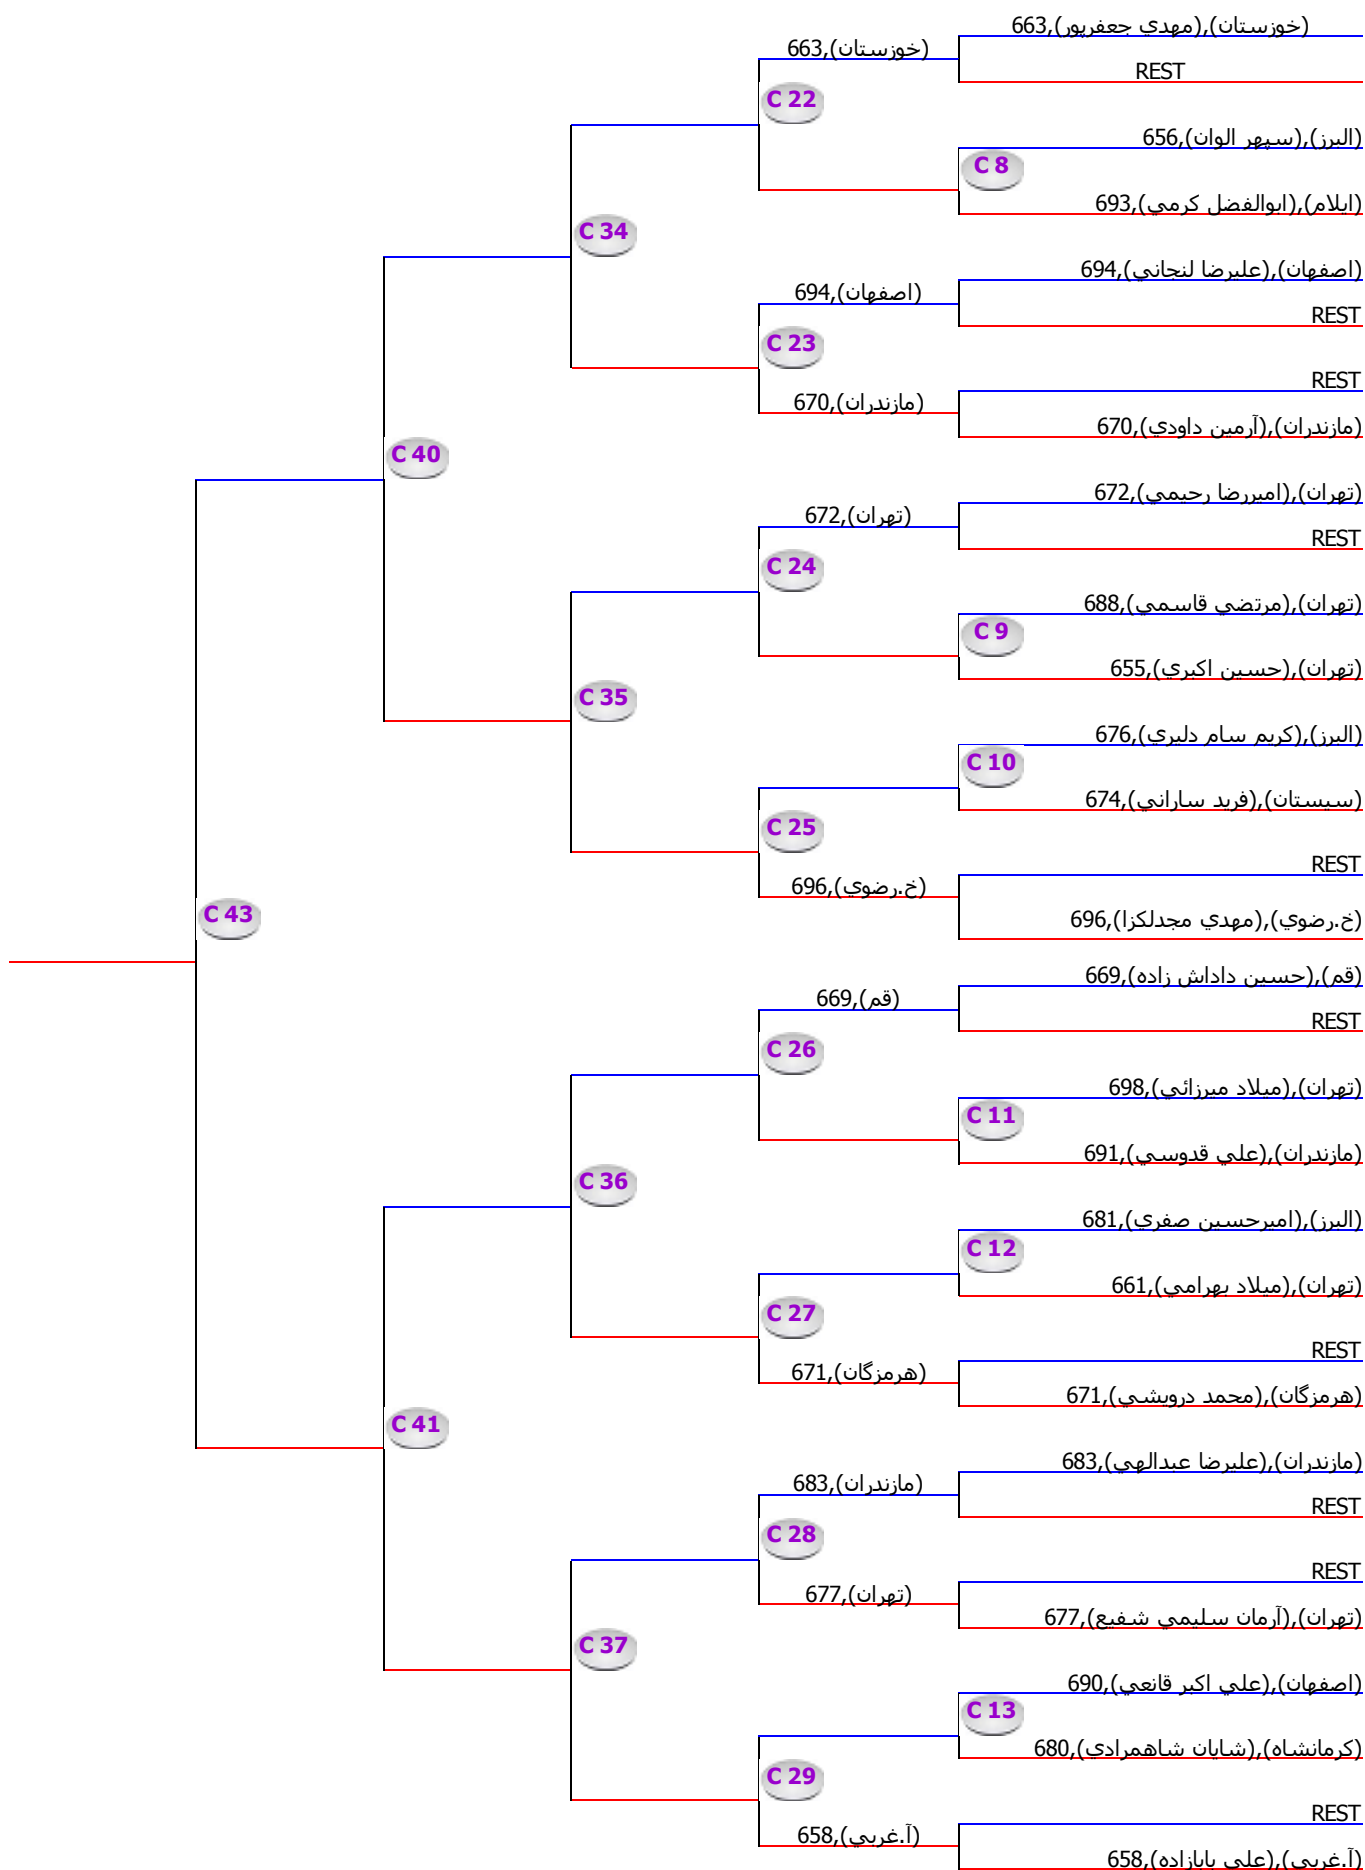 663,(مهدي جعفرپور),(خوزستان)
663,(خوزستان)
REST
C 22
656,(سپهر الوان),(البرز)
C 8
693,(ابوالفضل كرمي),(ايلام)
C 34
694,(عليرضا لنجاني),(اصفهان)
694,(اصفهان)
REST
C 23
REST
670,(مازندران)
670,(آرمين داودي),(مازندران)
C 40
672,(اميررضا رحيمي),(تهران)
672,(تهران)
REST
C 24
688,(مرتضي قاسمي),(تهران)
C 9
655,(حسين اكبري),(تهران)
C 35
676,(كريم سام دليري),(البرز)
C 10
674,(فريد ساراني),(سيستان)
C 25
REST
696,(خ.رضوي)
696,(مهدي مجدلكزا),(خ.رضوي)
C 43
669,(حسين داداش زاده),(قم)
669,(قم)
REST
C 26
698,(ميلاد ميرزائي),(تهران)
C 11
691,(علي قدوسي),(مازندران)
C 36
681,(اميرحسين صفري),(البرز)
C 12
661,(ميلاد بهرامي),(تهران)
C 27
REST
671,(هرمزگان)
671,(محمد درويشي),(هرمزگان)
C 41
683,(عليرضا عبدالهي),(مازندران)
683,(مازندران)
REST
C 28
REST
677,(تهران)
677,(آرمان سليمي شفيع),(تهران)
C 37
690,(علي اكبر قانعي),(اصفهان)
C 13
680,(شايان شاهمرادي),(كرمانشاه)
C 29
REST
658,(آ.غربي)
658,(علي بابازاده),(آ.غربي)